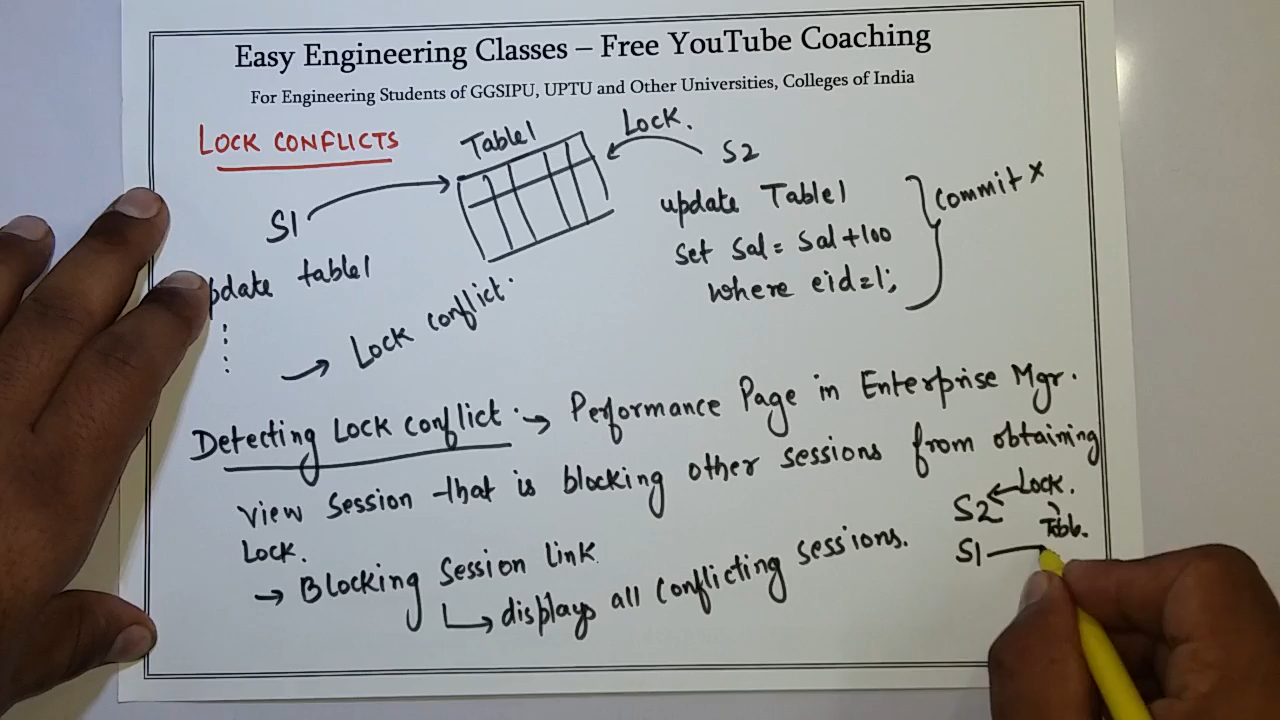 Easy Engineering Classes – Free YouTube Coaching
For Engineering Students of GGSIPU, UPTU and Other Universities, Colleges of India
LOCK CONFLICTS
Table1
Lock.
S1
S2
update Table1
set sal = sal+100
where eid=1;
Commit x
pdate table1
Lock conflict.
Detecting Lock conflict. → Performance Page in Enterprise Mgr.
View Session that is blocking other sessions from obtaining
Lock.
→ Blocking Session link
displays all conflicting sessions.
S2 ← Lock.
Tab.
S1